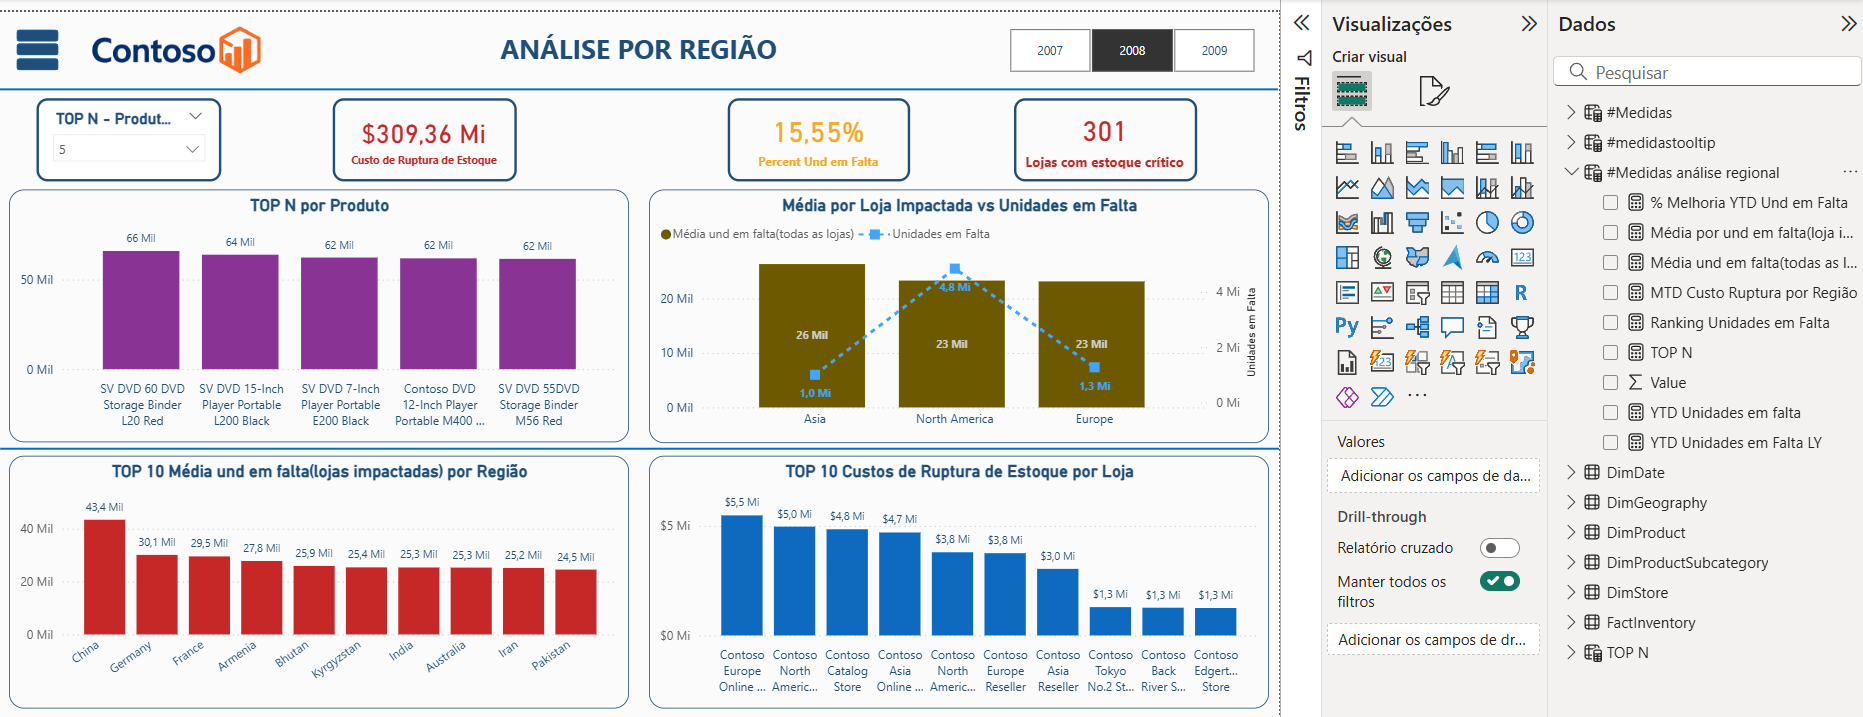 Contoso
ANÁLISE POR REGIÃO
2007
2008
2009
TOP N - Produt...
5
$309,36 Mi
Custo de Ruptura de Estoque
15,55%
Percent Und em Falta
301
Lojas com estoque crítico
TOP N por Produto
66 Mil
64 Mil
62 Mil
62 Mil
62 Mil
50 Mil
0 Mil
SV DVD 60 DVD Storage Binder L20 Red
SV DVD 15-Inch Player Portable L200 Black
SV DVD 7-Inch Player Portable E200 Black
Contoso DVD 12-Inch Player Portable M400 ...
SV DVD 55DVD Storage Binder M56 Red
Média por Loja Impactada vs Unidades em Falta
Média und em falta(todas as lojas)
Unidades em Falta
20 Mil
10 Mil
0 Mil
26 Mil
23 Mil
23 Mil
1,0 Mi
4,8 Mi
1,3 Mi
4 Mi
2 Mi
0 Mi
Unidades em Falta
Asia
North America
Europe
TOP 10 Média und em falta(lojas impactadas) por Região
40 Mil
20 Mil
0 Mil
43,4 Mil
30,1 Mil
29,5 Mil
27,8 Mil
25,9 Mil
25,4 Mil
25,3 Mil
25,3 Mil
25,2 Mil
24,5 Mil
China
Germany
France
Armenia
Bhutan
Kyrgyzstan
India
Australia
Iran
Pakistan
TOP 10 Custos de Ruptura de Estoque por Loja
$5 Mi
$0 Mi
$5,5 Mi
$5,0 Mi
$4,8 Mi
$4,7 Mi
$3,8 Mi
$3,8 Mi
$3,0 Mi
$1,3 Mi
$1,3 Mi
$1,3 Mi
Contoso Europe Online ...
Contoso North Americ...
Contoso Catalog Store
Contoso Asia Online ...
Contoso North Americ...
Contoso Europe Reseller
Contoso Asia Reseller
Contoso Tokyo No.2 St...
Contoso Back River S...
Contoso Edgert... Store
Filtros
Visualizações
Criar visual
123
R
Py
123
Valores
Adicionar os campos de da...
Drill-through
Relatório cruzado
Manter todos os filtros
Adicionar os campos de dr...
Dados
Pesquisar
#Medidas
#medidastooltip
#Medidas análise regional
...
% Melhoria YTD Und em Falta
Média por und em falta(loja i...
Média und em falta(todas as l...
MTD Custo Ruptura por Região
Ranking Unidades em Falta
TOP N
Value
YTD Unidades em falta
YTD Unidades em Falta LY
DimDate
DimGeography
DimProduct
DimProductSubcategory
DimStore
FactInventory
TOP N